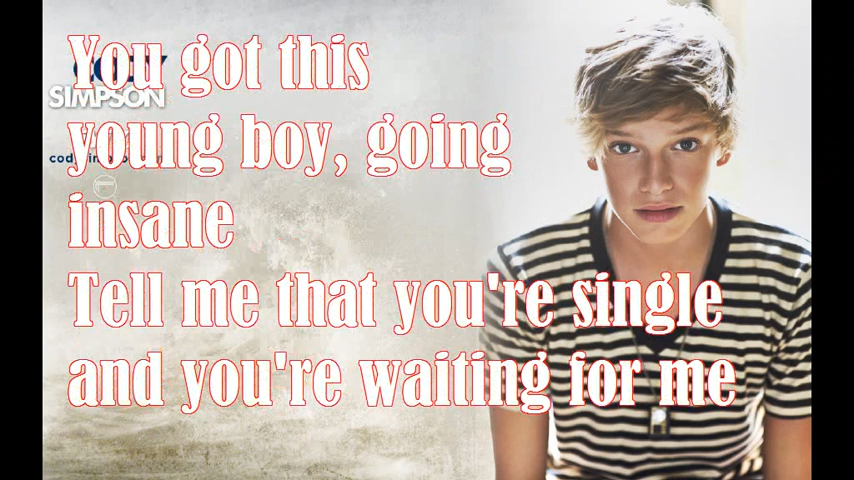 You got this
CODY
SIMPSON
young boy, going
insane
Tell me that you're single
and you're waiting for me